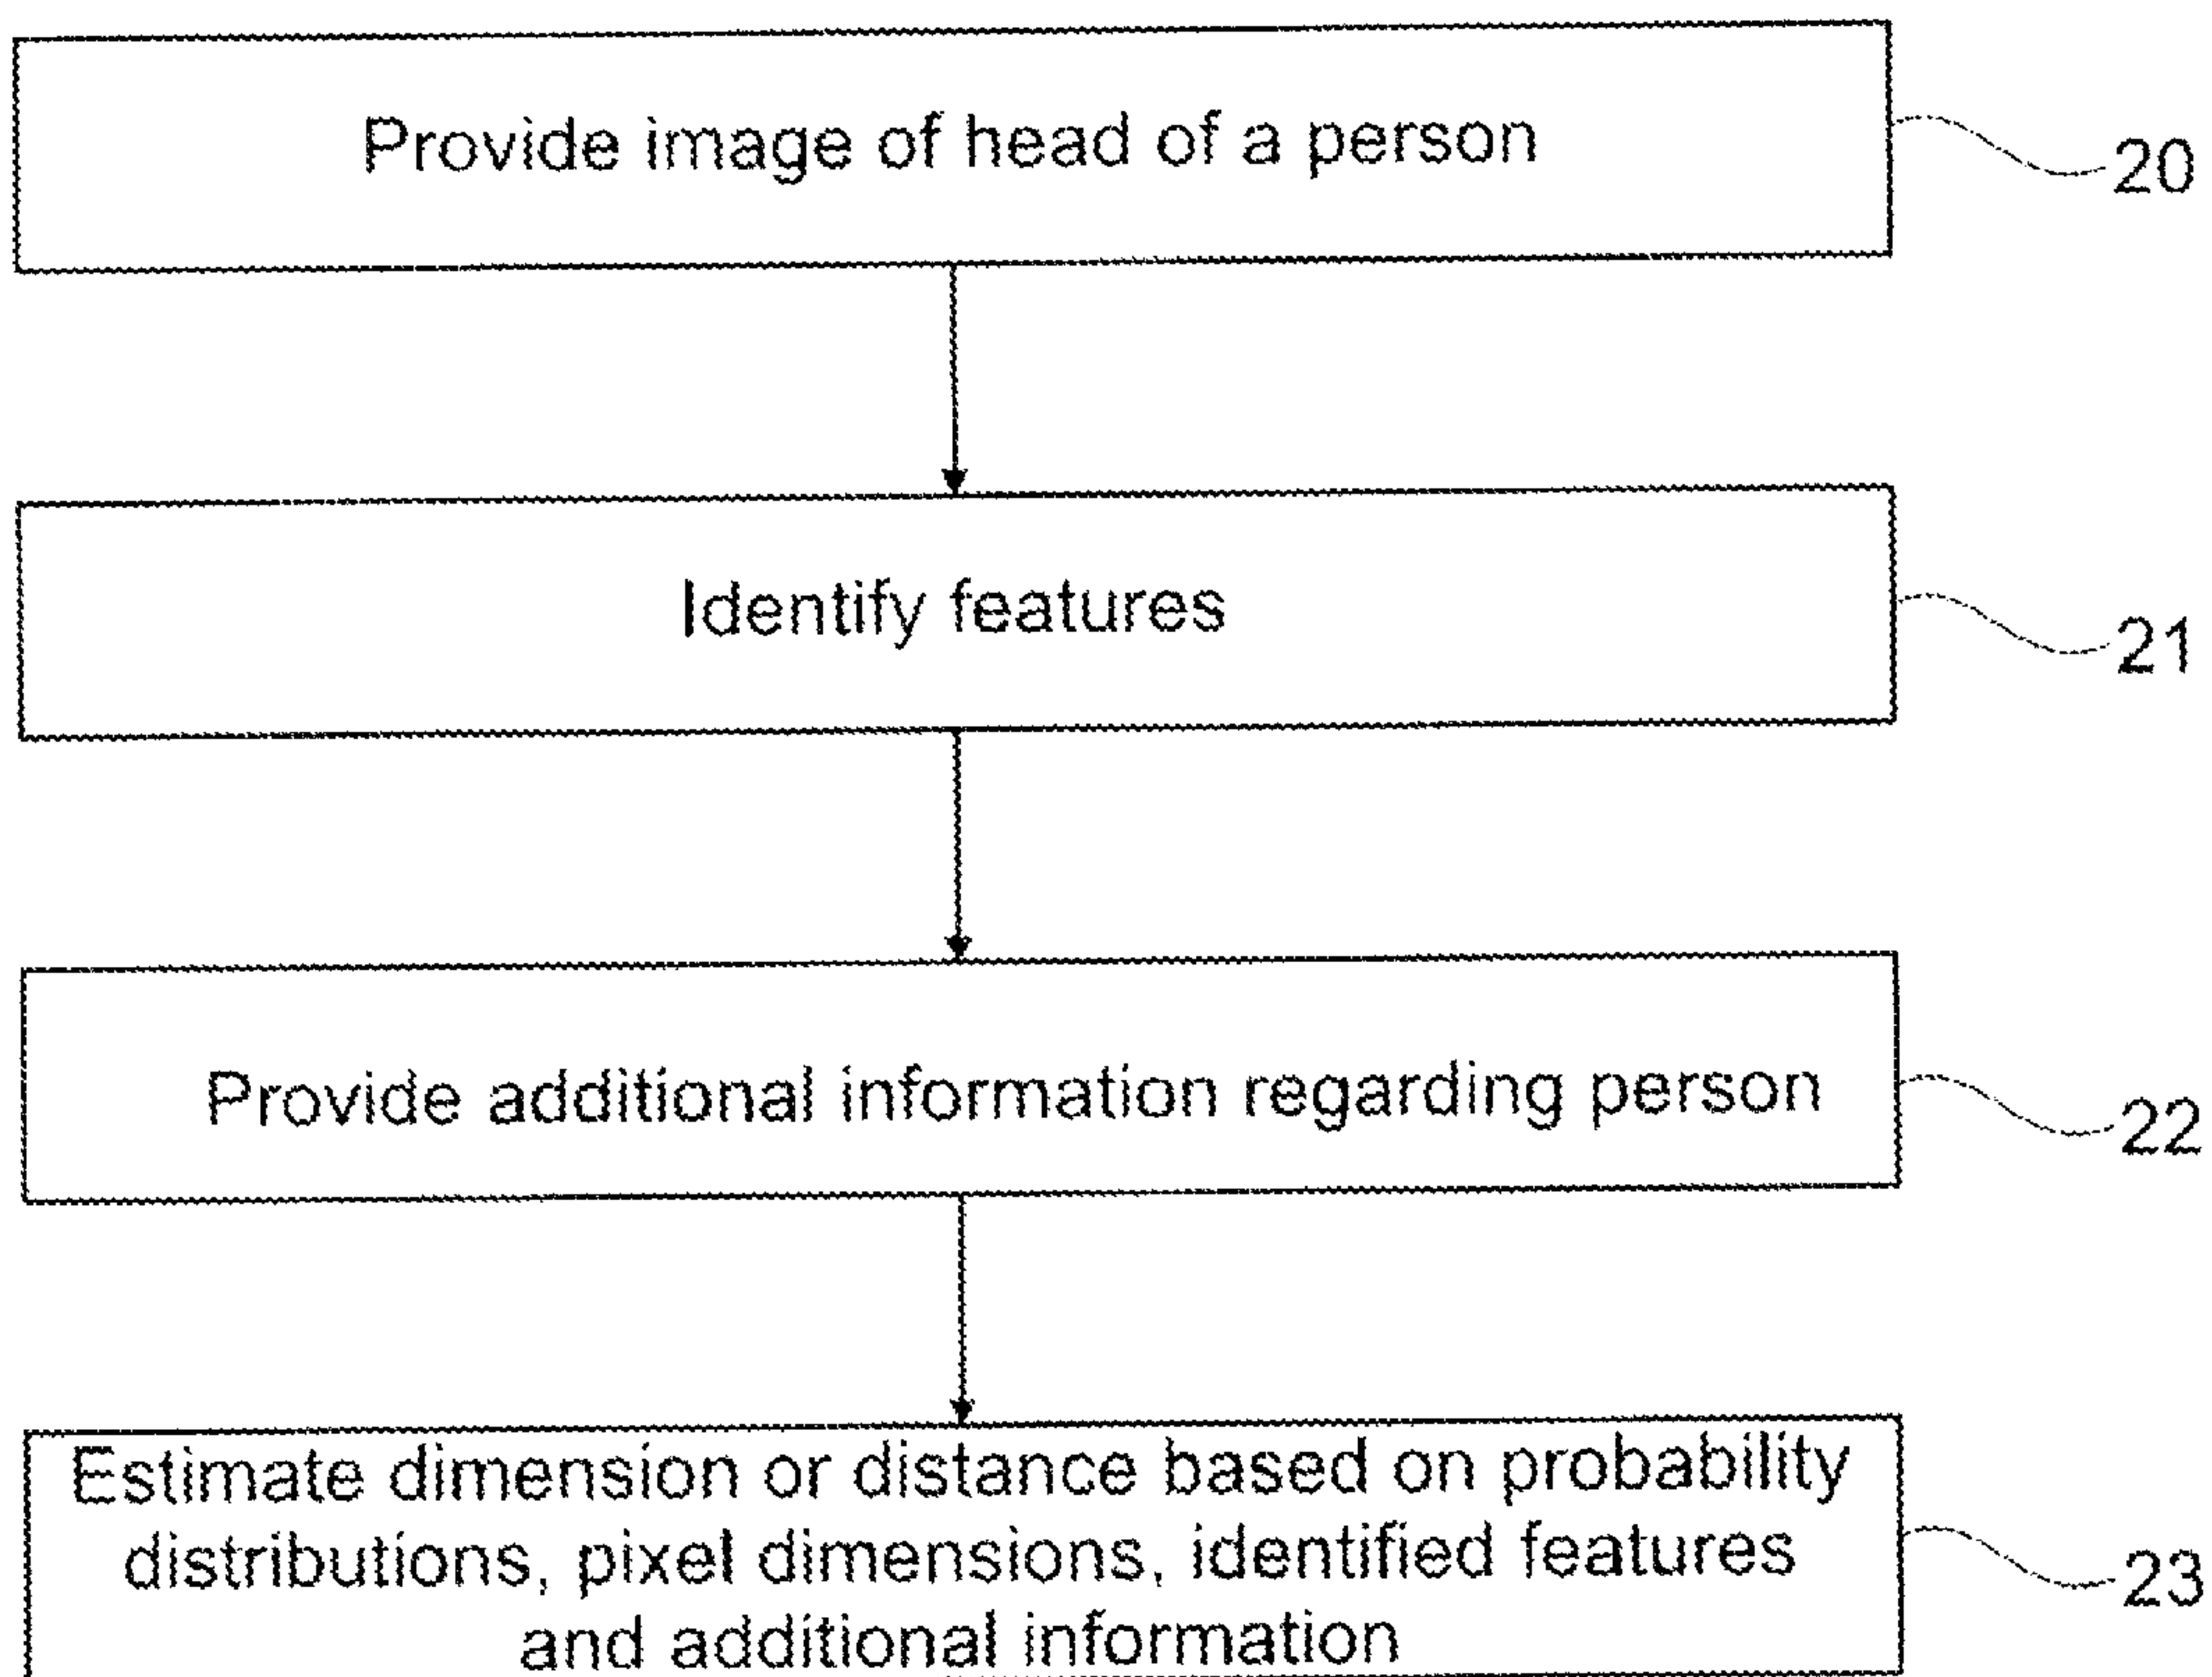 Provide image of head of a person
20
Identify features
21
Provide additional information regarding person
22
Estimate dimension or distance based on probability
distributions, pixel dimensions, identified features
and additional information
23